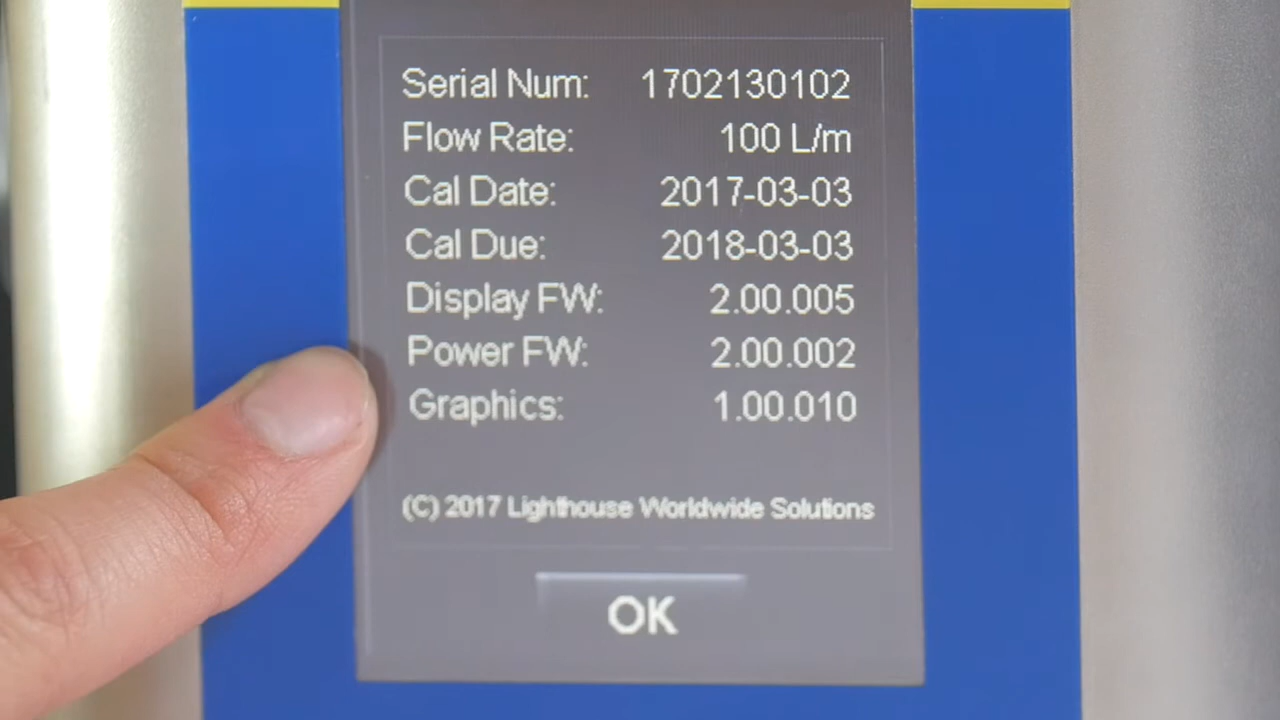 Serial Num: 1702130102
Flow Rate: 100 L/m
Cal Date: 2017-03-03
Cal Due: 2018-03-03
Display FW: 2.00.005
Power FW: 2.00.002
Graphics: 1.00.010
(C) 2017 Lighthouse Worldwide Solutions
OK